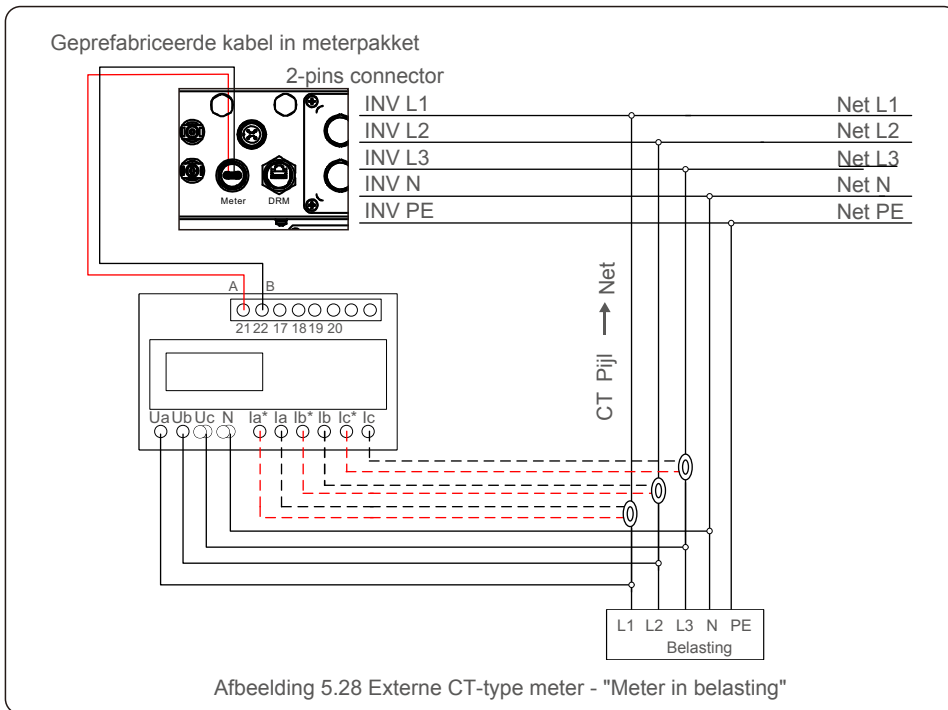 Geprefabriceerde kabel in meterpakket
2-pins connector
INV L1 Net L1
INV L2 Net L2
INV L3 Net L3
INV N Net N
INV PE Net PE
Meter DRM
A B
21 22 17 18 19 20
CT Pijl → Net
Ua Ub Uc N Ia* Ia Ib* Ib Ic* Ic
L1 L2 L3 N PE
Belasting
Afbeelding 5.28 Externe CT-type meter - "Meter in belasting"